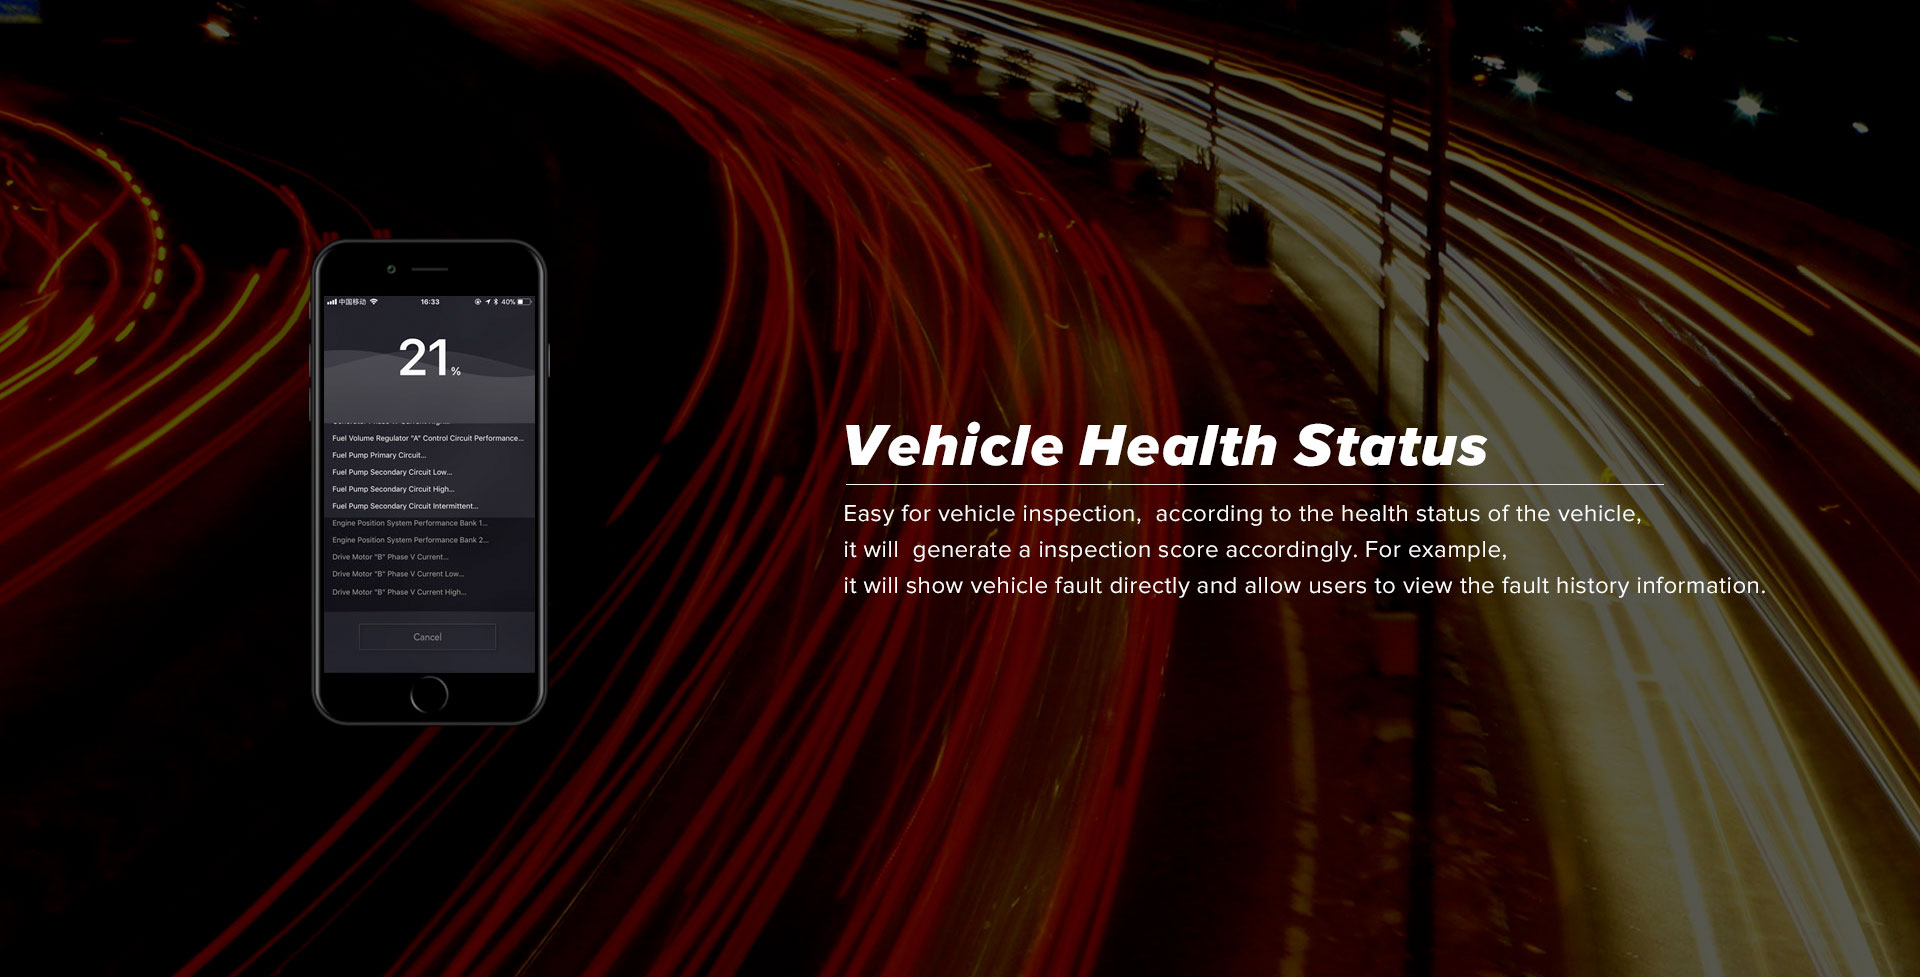 中国移动 16:33 40%
21%
Fuel Volume Regulator "A" Control Circuit Performance...
Fuel Pump Primary Circuit...
Fuel Pump Secondary Circuit Low...
Fuel Pump Secondary Circuit High...
Fuel Pump Secondary Circuit Intermittent...
Engine Position System Performance Bank 1...
Engine Position System Performance Bank 2...
Drive Motor "B" Phase V Current...
Drive Motor "B" Phase V Current Low...
Drive Motor "B" Phase V Current High...
Cancel
Vehicle Health Status
Easy for vehicle inspection, according to the health status of the vehicle,
it will generate a inspection score accordingly. For example,
it will show vehicle fault directly and allow users to view the fault history information.